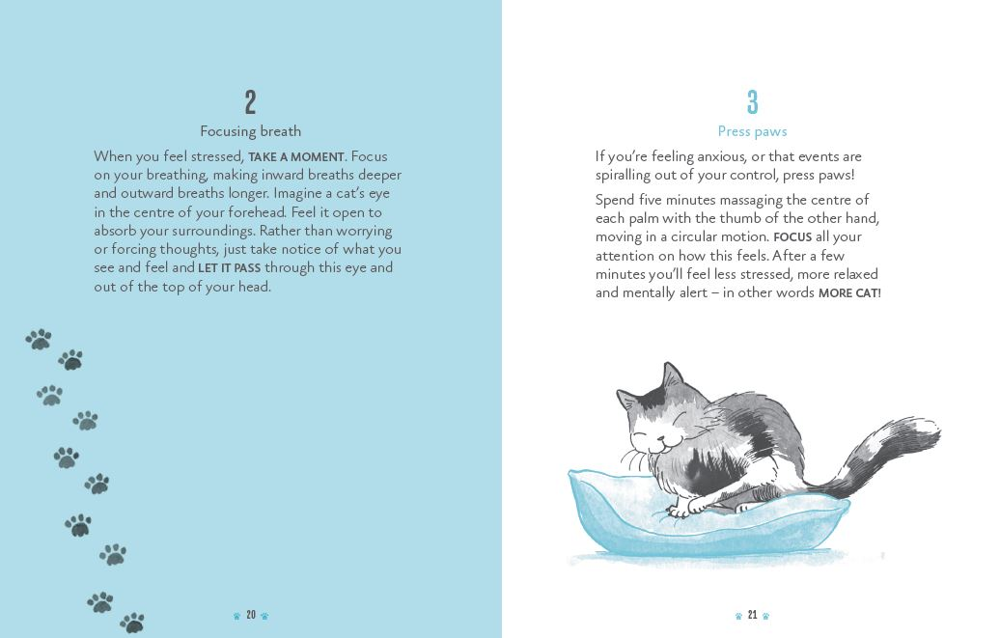 2
Focusing breath
When you feel stressed, TAKE A MOMENT. Focus
on your breathing, making inward breaths deeper
and outward breaths longer. Imagine a cat’s eye
in the centre of your forehead. Feel it open to
absorb your surroundings. Rather than worrying
or forcing thoughts, just take notice of what you
see and feel and LET IT PASS through this eye and
out of the top of your head.
20
3
Press paws
If you’re feeling anxious, or that events are
spiralling out of your control, press paws!
Spend five minutes massaging the centre of
each palm with the thumb of the other hand,
moving in a circular motion. FOCUS all your
attention on how this feels. After a few
minutes you’ll feel less stressed, more relaxed
and mentally alert – in other words MORE CAT!
21